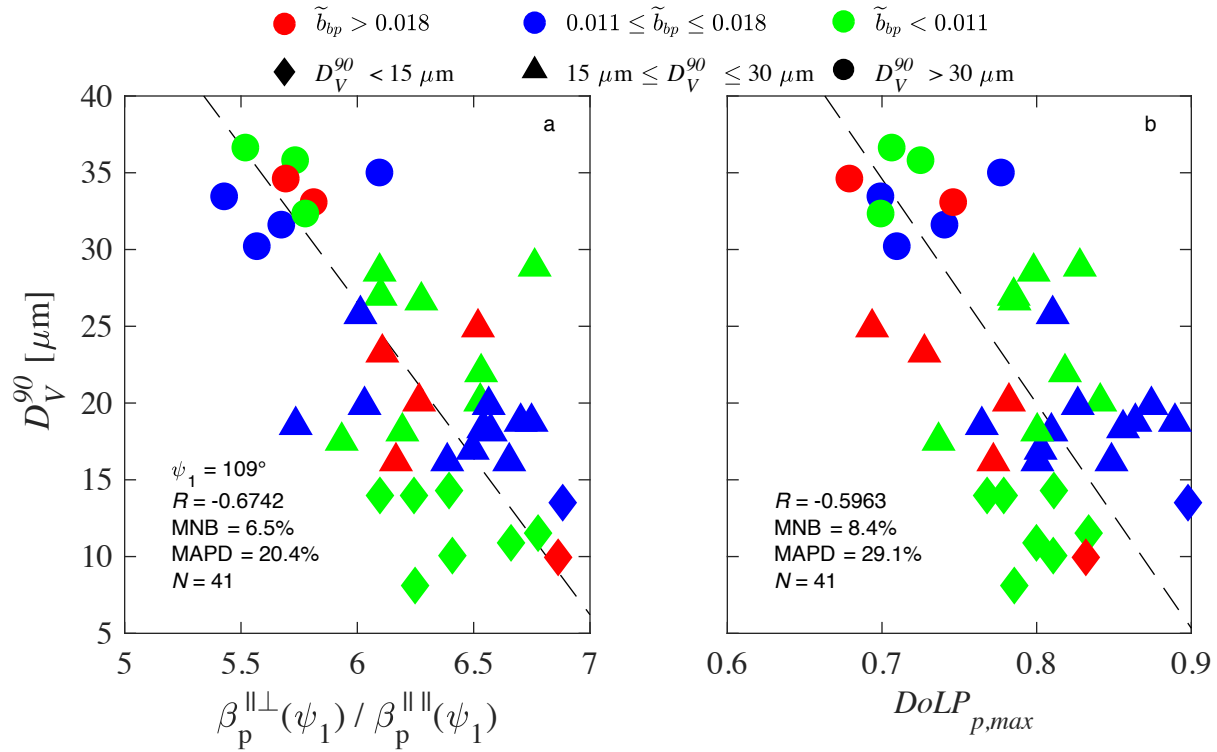 b̃_bp > 0.018 0.011 ≤ b̃_bp ≤ 0.018 b̃_bp < 0.011
D_V^90 < 15 μm 15 μm ≤ D_V^90 ≤ 30 μm D_V^90 > 30 μm
a
40
35
30
25
20
15
10
5
D_V^90 [μm]
ψ_1 = 109°
R = -0.6742
MNB = 6.5%
MAPD = 20.4%
N = 41
5 5.5 6 6.5 7
β_p^∥⊥(ψ_1) / β_p^∥∥(ψ_1)
b
R = -0.5963
MNB = 8.4%
MAPD = 29.1%
N = 41
0.6 0.7 0.8 0.9
DoLP_p,max